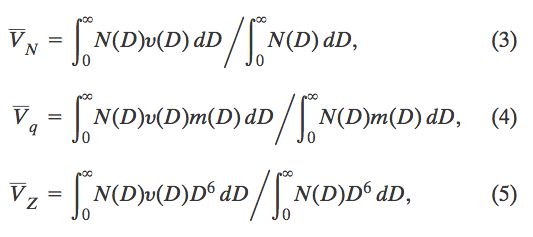 V̅_N = ∫_0^∞ N(D)υ(D) dD / ∫_0^∞ N(D) dD, (3)
V̅_q = ∫_0^∞ N(D)υ(D)m(D) dD / ∫_0^∞ N(D)m(D) dD, (4)
V̅_Z = ∫_0^∞ N(D)υ(D)D^6 dD / ∫_0^∞ N(D)D^6 dD, (5)